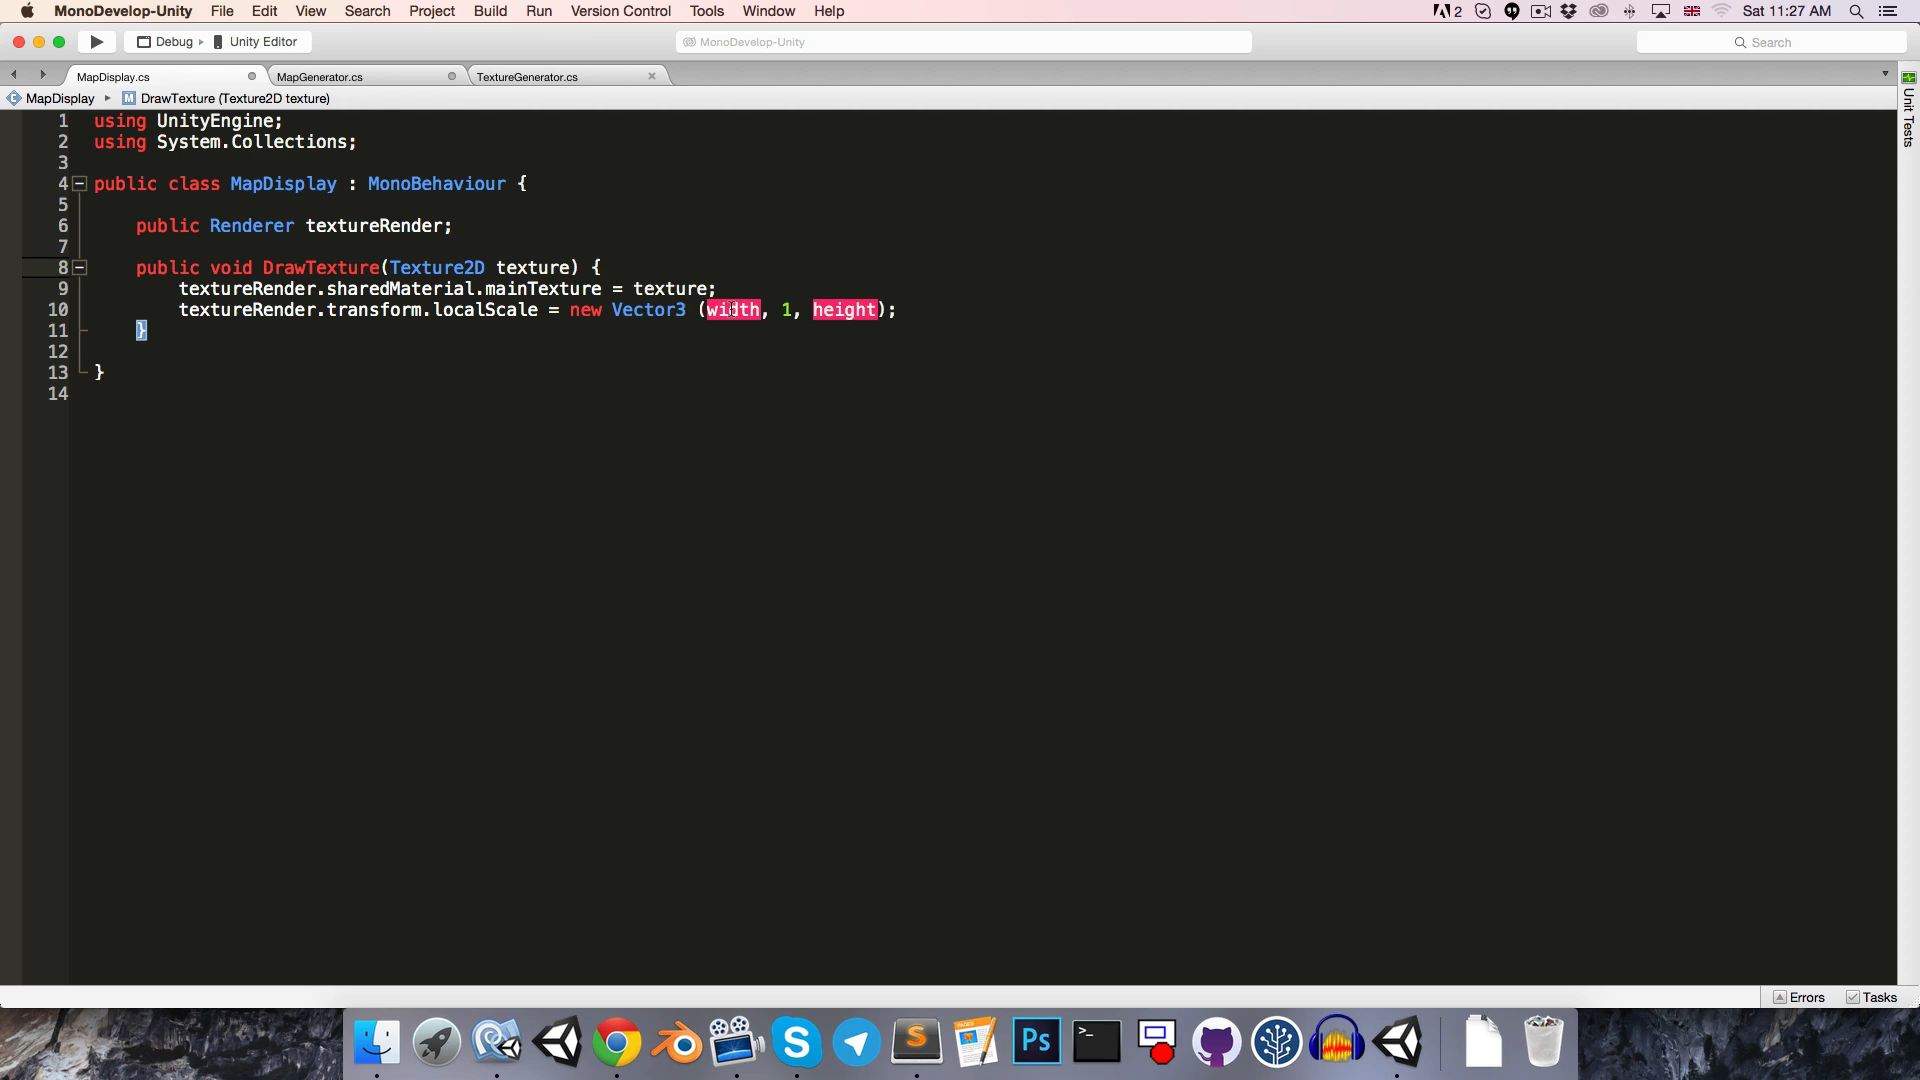 MonoDevelop-Unity File Edit View Search Project Build Run Version Control Tools Window Help 2 Sat 11:27 AM
Debug Unity Editor MonoDevelop-Unity Search
MapDisplay.cs MapGenerator.cs TextureGenerator.cs
MapDisplay DrawTexture (Texture2D texture)
Unit Tests
1 using UnityEngine;
2 using System.Collections;
3
4 public class MapDisplay : MonoBehaviour {
5
6 public Renderer textureRender;
7
8 public void DrawTexture(Texture2D texture) {
9 textureRender.sharedMaterial.mainTexture = texture;
10 textureRender.transform.localScale = new Vector3 (width, 1, height);
11 }
12
13 }
14
Errors Tasks
PAGES
Ps